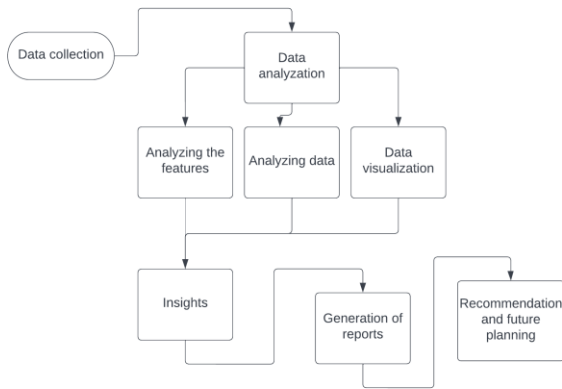 Data collection
Data
analyzation
Analyzing the
features
Analyzing data
Data
visualization
Insights
Generation of
reports
Recommendation
and future
planning